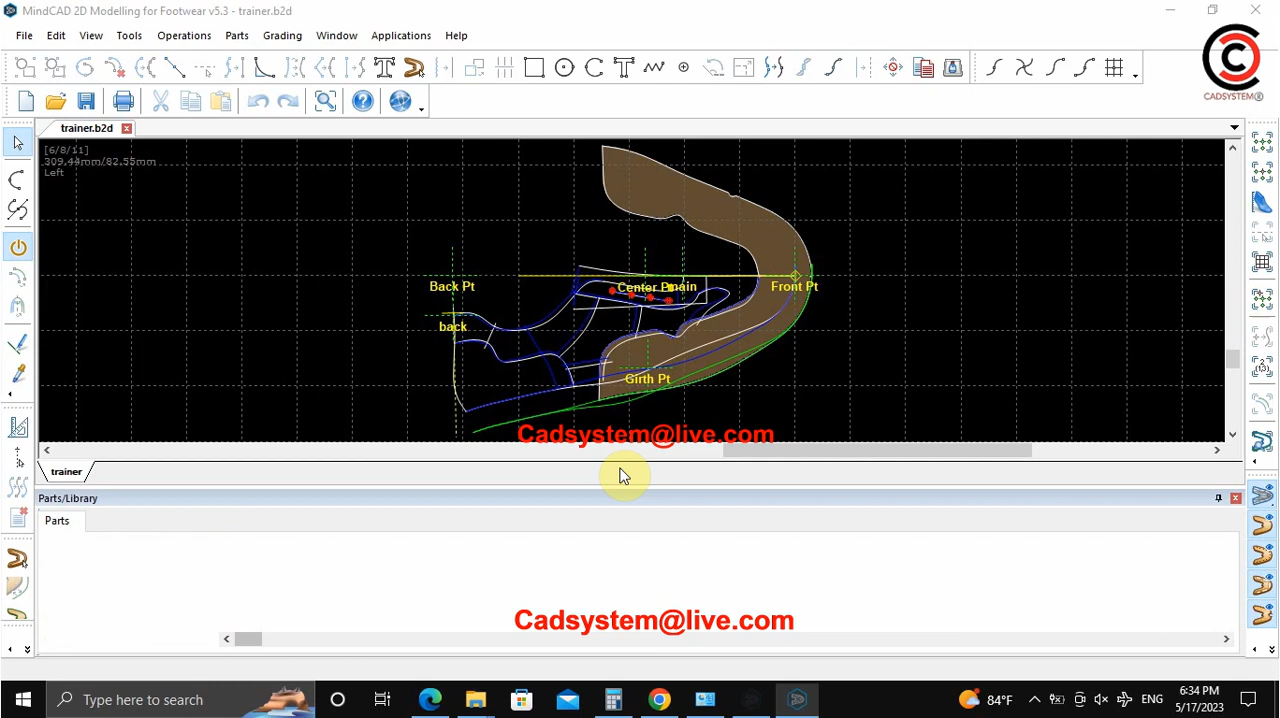 MindCAD 2D Modelling for Footwear v5.3 - trainer.b2d
File Edit View Tools Operations Parts Grading Window Applications Help
CADSYSTEM®
trainer.b2d
[6/8/11]
309.44mm/82.55mm
Left
Back Pt
Center Pt
main
Front Pt
back
Girth Pt
Cadsystem@live.com
trainer
Parts/Library
Parts
Cadsystem@live.com
Type here to search
84°F
ENG
6:34 PM
5/17/2023